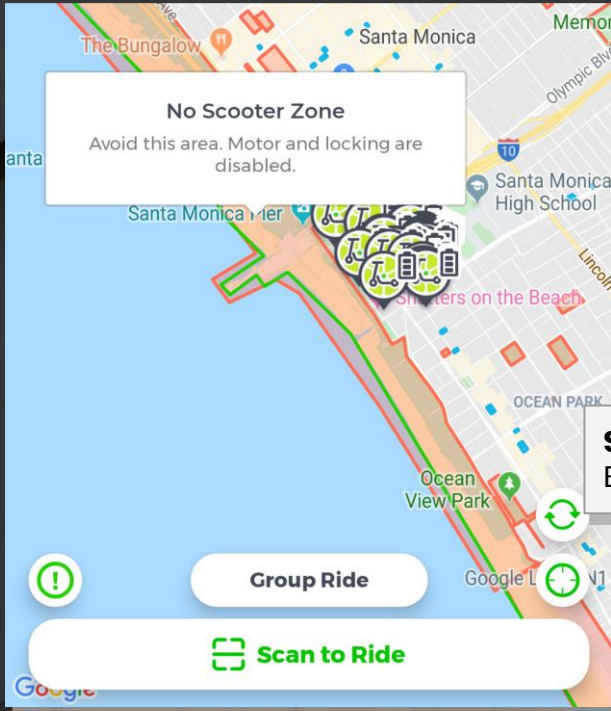 Memor
The Bungalow
Santa Monica
Olympic Blv
No Scooter Zone
Avoid this area. Motor and locking are
disabled.
anta
10
Santa Monica
High School
Santa Monica Pier
Lincoln
Shutters on the Beach
OCEAN PARK
S
E
Ocean
View Park
Group Ride
Google L
N1
Scan to Ride
Google